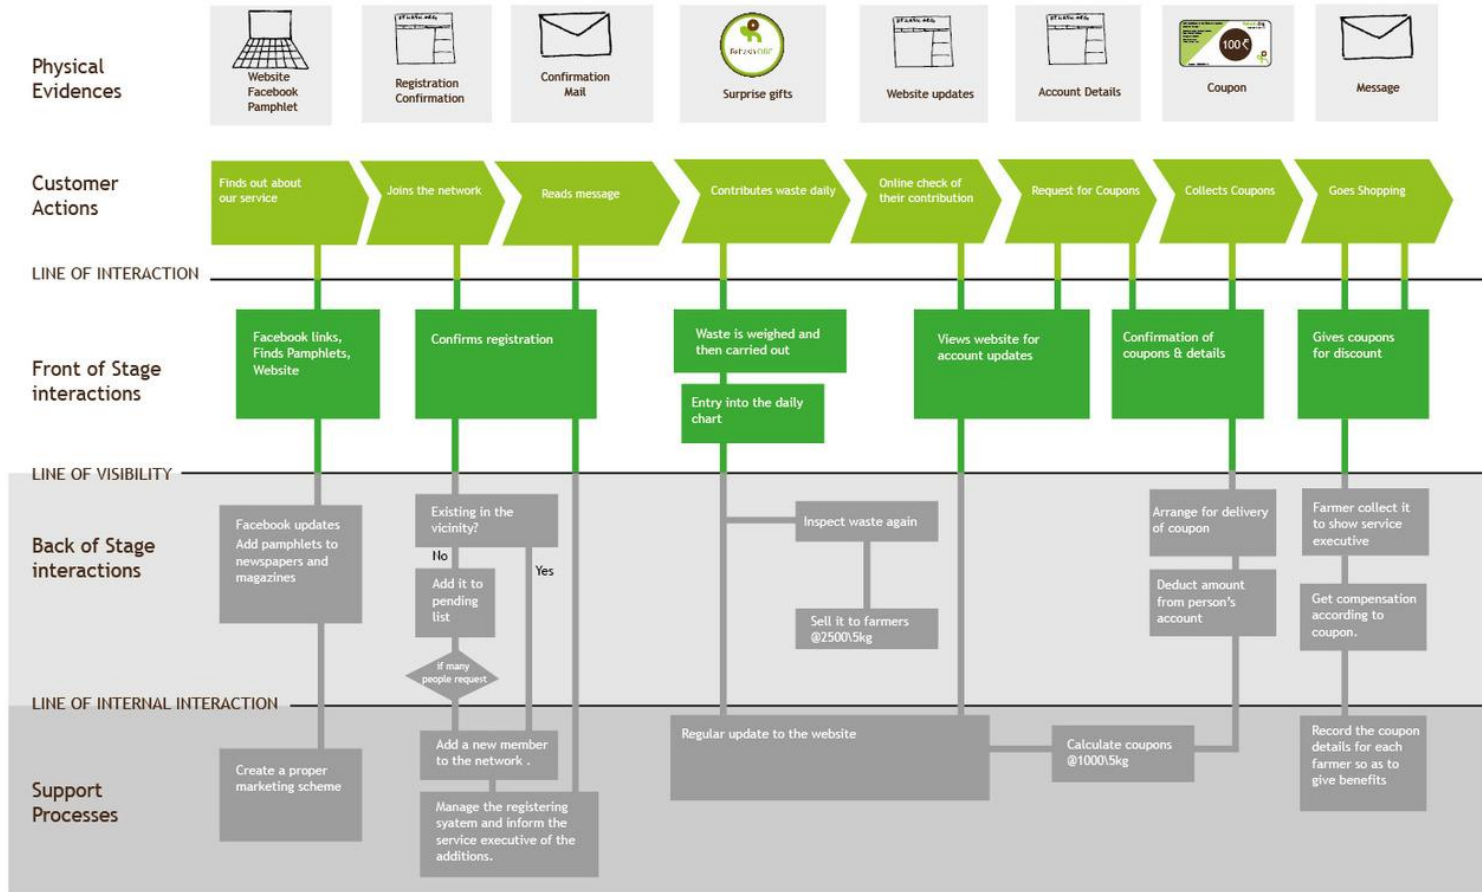 Physical
Evidences
Website
Facebook
Pamphlet
Registration
Confirmation
Confirmation
Mail
Surprise gifts
Website updates
Account Details
100₹
Coupon
Message
Customer
Actions
Finds out about
our service
Joins the network
Reads message
Contributes waste daily
Online check of
their contribution
Request for Coupons
Collects Coupons
Goes Shopping
LINE OF INTERACTION
Front of Stage
interactions
Facebook links,
Finds Pamphlets,
Website
Confirms registration
Waste is weighed and
then carried out
Entry into the daily
chart
Views website for
account updates
Confirmation of
coupons & details
Gives coupons
for discount
LINE OF VISIBILITY
Back of Stage
interactions
Facebook updates
Add pamphlets to
newspapers and
magazines
Existing in the
vicinity?
No
Yes
Add it to
pending
list
if many
people request
Inspect waste again
Sell it to farmers
@2500\5kg
Arrange for delivery
of coupon
Deduct amount
from person's
account
Farmer collect it
to show service
executive
Get compensation
according to
coupon.
LINE OF INTERNAL INTERACTION
Support
Processes
Create a proper
marketing scheme
Add a new member
to the network .
Manage the registering
syatem and inform the
service executive of the
additions.
Regular update to the website
Calculate coupons
@1000\5kg
Record the coupon
details for each
farmer so as to
give benefits